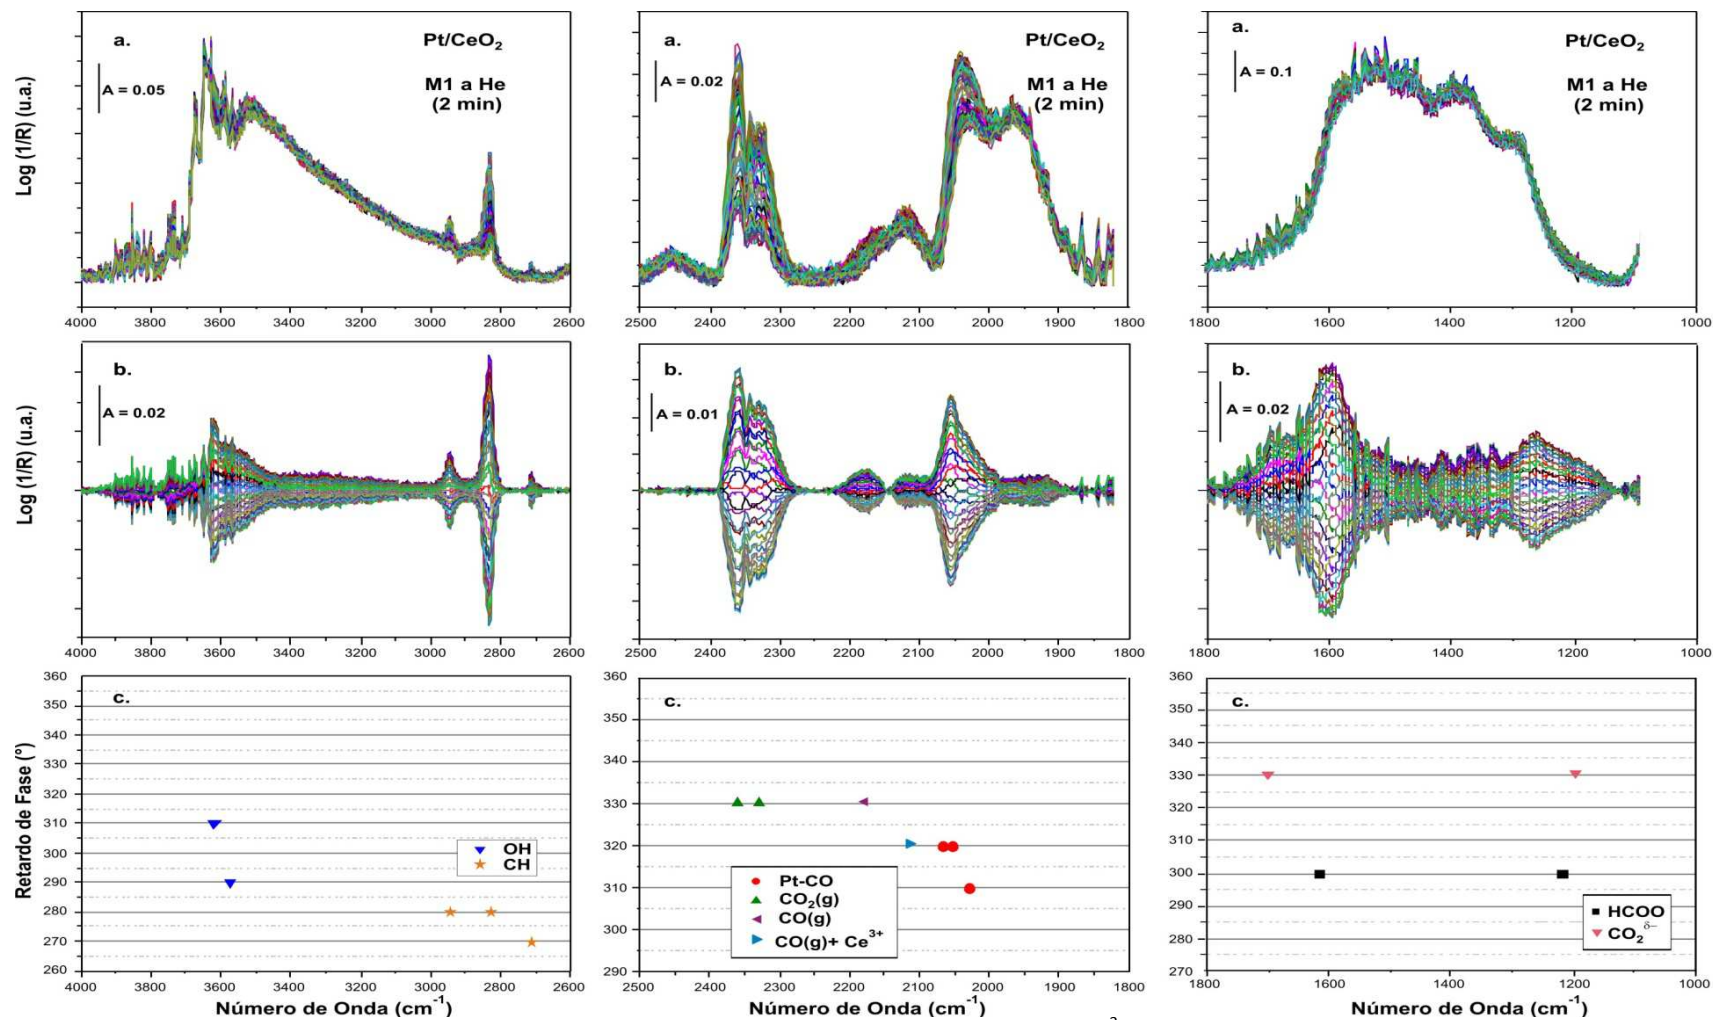 a.
Pt/CeO₂
A = 0.05
M1 a He
(2 min)
Log (1/R) (u.a.)
4000 3800 3600 3400 3200 3000 2800 2600
a.
Pt/CeO₂
A = 0.02
M1 a He
(2 min)
2500 2400 2300 2200 2100 2000 1900 1800
a.
Pt/CeO₂
A = 0.1
M1 a He
(2 min)
1800 1600 1400 1200 1000
b.
A = 0.02
Log (1/R) (u.a.)
4000 3800 3600 3400 3200 3000 2800 2600
b.
A = 0.01
2500 2400 2300 2200 2100 2000 1900 1800
b.
A = 0.02
1800 1600 1400 1200 1000
c.
Retardo de Fase (°)
360
350
340
330
320
310
300
290
280
270
260
OH
CH
4000 3800 3600 3400 3200 3000 2800 2600
Número de Onda (cm⁻¹)
c.
360
350
340
330
320
310
300
290
Pt-CO
CO₂(g)
CO(g)
CO(g)+ Ce³⁺
2500 2400 2300 2200 2100 2000 1900 1800
Número de Onda (cm⁻¹)
c.
360
350
340
330
320
310
300
290
280
270
HCOO
CO₂^δ−
1800 1600 1400 1200 1000
Número de Onda (cm⁻¹)